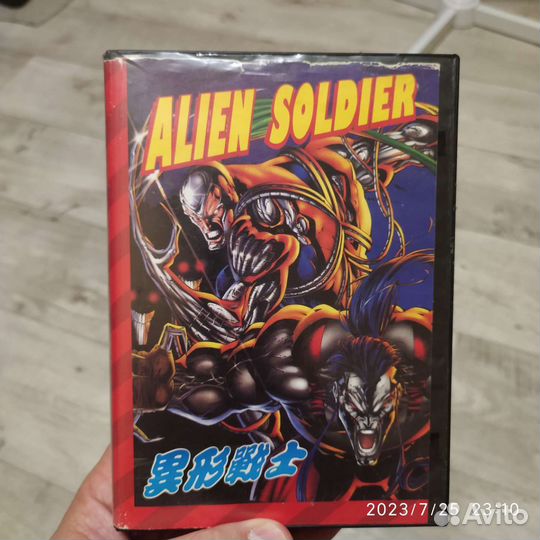 ALIEN SOLDIER
異形戰士
2023/7/25 23:10
Avito